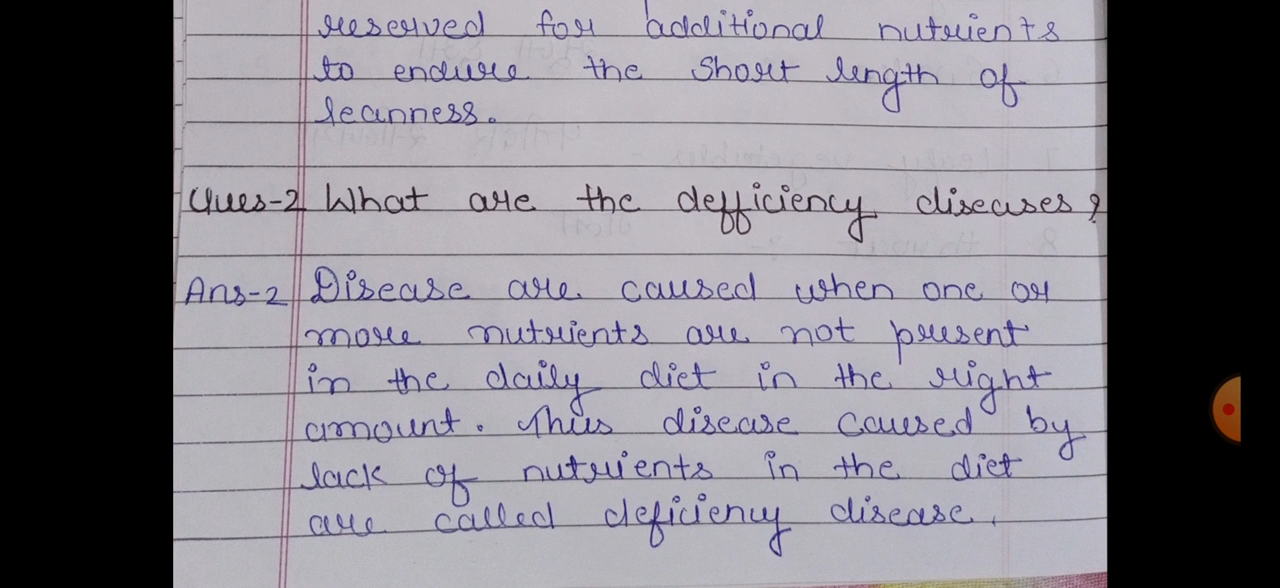 reserved for additional nutrients
to endure the short length of
leanness.
Ques-2 What are the defficiency diseases?
Ans-2 Disease are caused when one or
more nutrients are not present
in the daily diet in the right
amount. Thus disease caused by
lack of nutrients in the diet
are called deficiency disease.